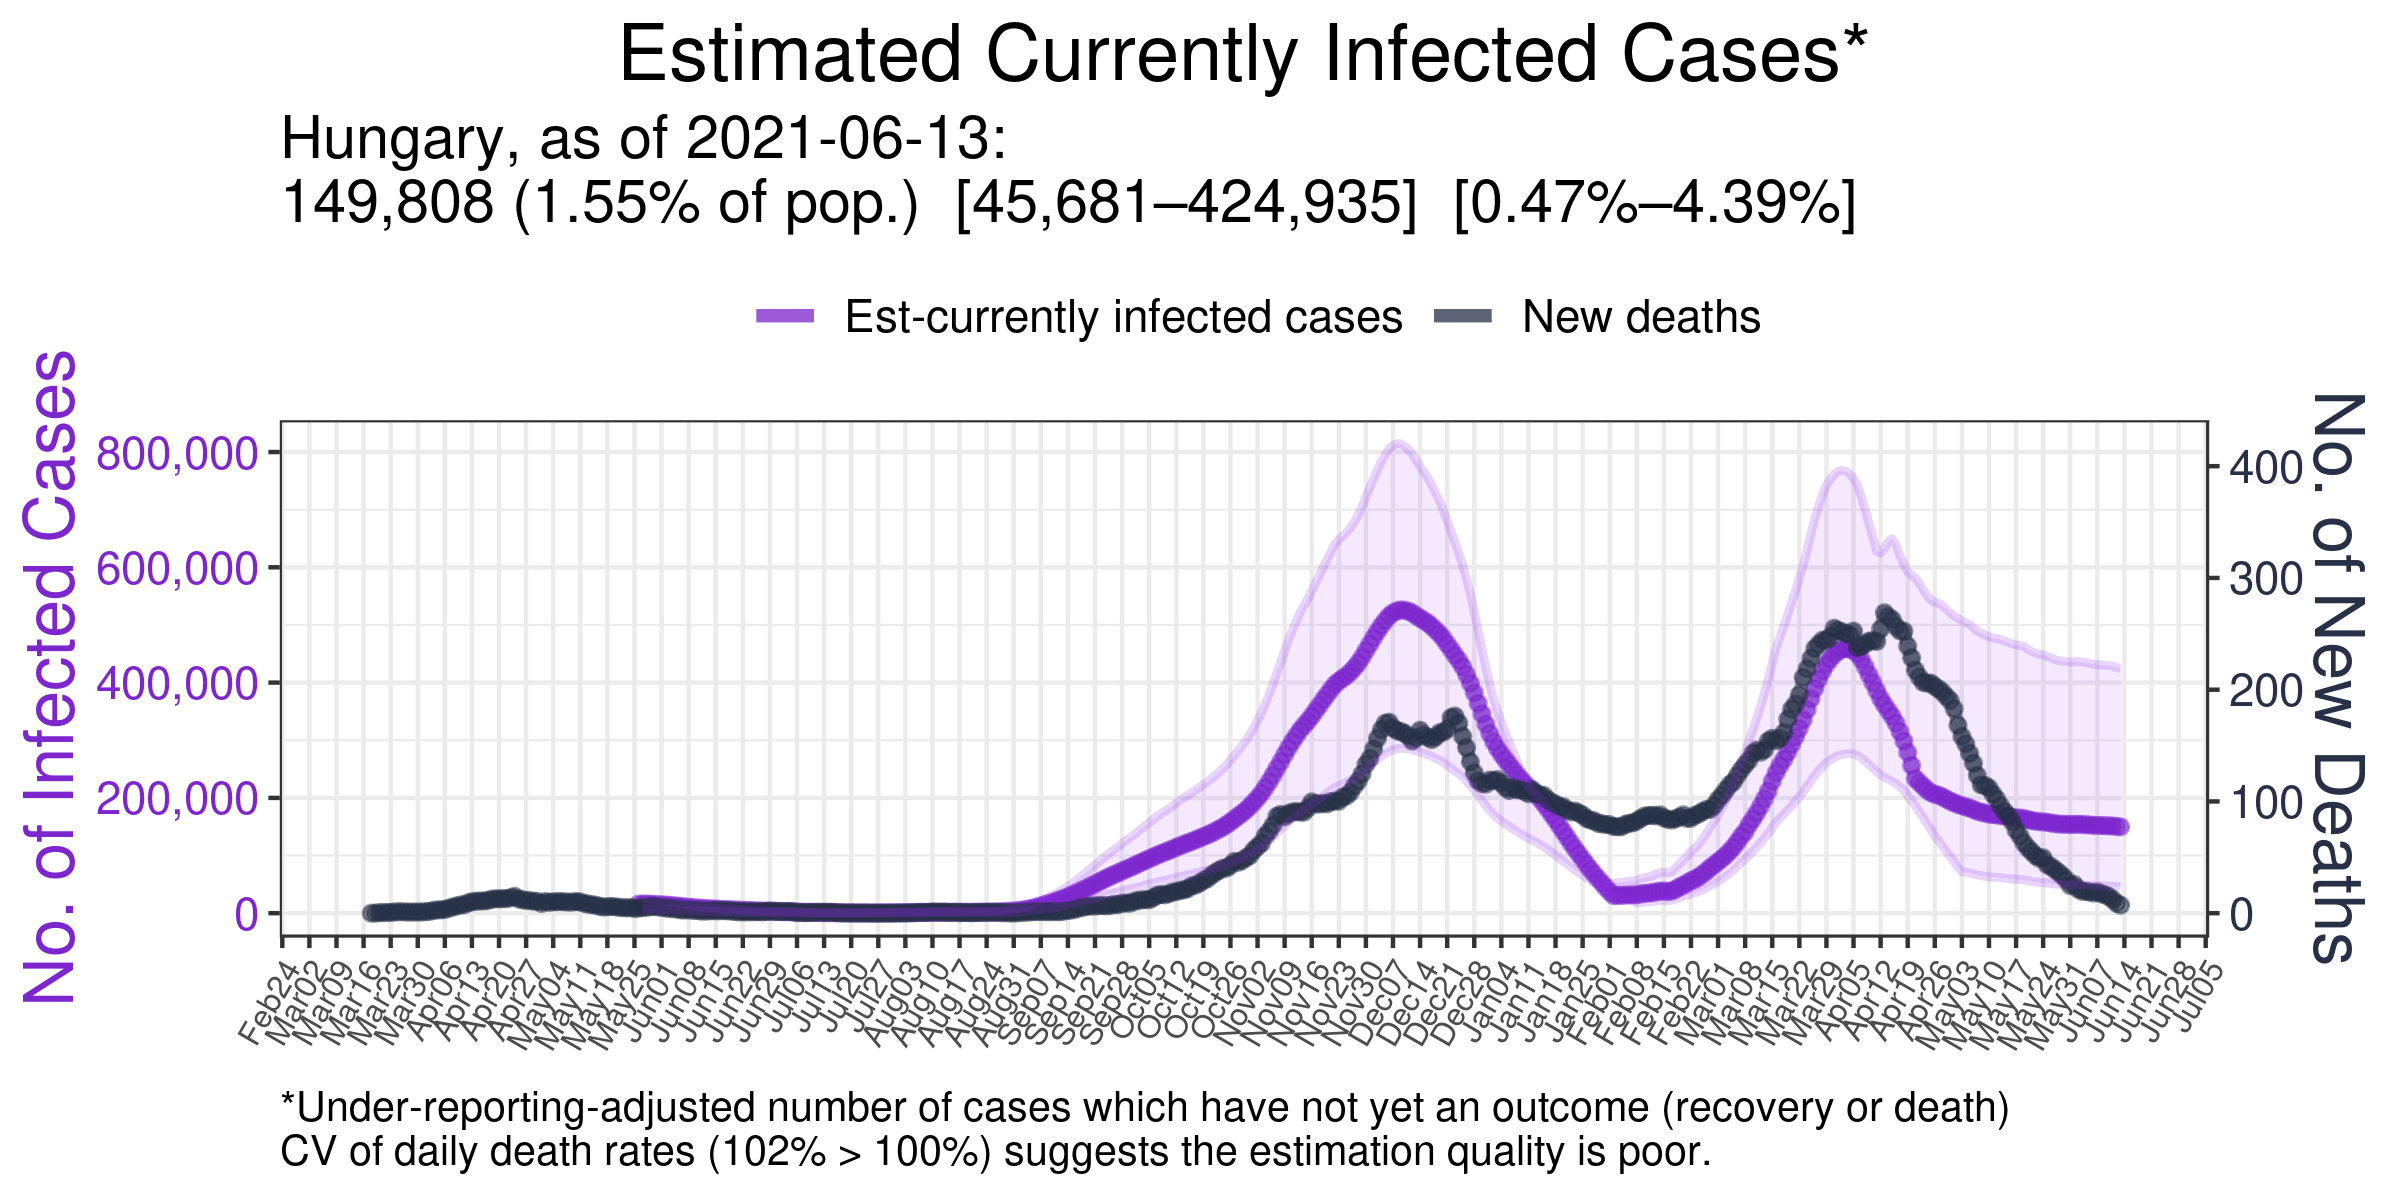 Estimated Currently Infected Cases*
Hungary, as of 2021-06-13:
149,808 (1.55% of pop.)  [45,681–424,935]  [0.47%–4.39%]
Est-currently infected cases
New deaths
No. of Infected Cases
800,000
600,000
400,000
200,000
0
400
300
200
100
0
No. of New Deaths
Feb24
Mar02
Mar09
Mar16
Mar23
Mar30
Apr06
Apr13
Apr20
Apr27
May04
May11
May18
May25
Jun01
Jun08
Jun15
Jun22
Jun29
Jul06
Jul13
Jul20
Jul27
Aug03
Aug10
Aug17
Aug24
Aug31
Sep07
Sep14
Sep21
Sep28
Oct05
Oct12
Oct19
Oct26
Nov02
Nov09
Nov16
Nov23
Nov30
Dec07
Dec14
Dec21
Dec28
Jan04
Jan11
Jan18
Jan25
Feb01
Feb08
Feb15
Feb22
Mar01
Mar08
Mar15
Mar22
Mar29
Apr05
Apr12
Apr19
Apr26
May03
May10
May17
May24
May31
Jun07
Jun14
Jun21
Jun28
Jul05
*Under-reporting-adjusted number of cases which have not yet an outcome (recovery or death)
CV of daily death rates (102% > 100%) suggests the estimation quality is poor.